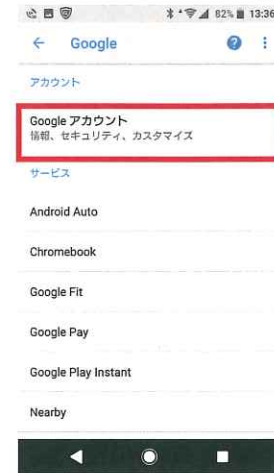 82% 13:36
Google
アカウント
Google アカウント
情報、セキュリティ、カスタマイズ
サービス
Android Auto
Chromebook
Google Fit
Google Pay
Google Play Instant
Nearby